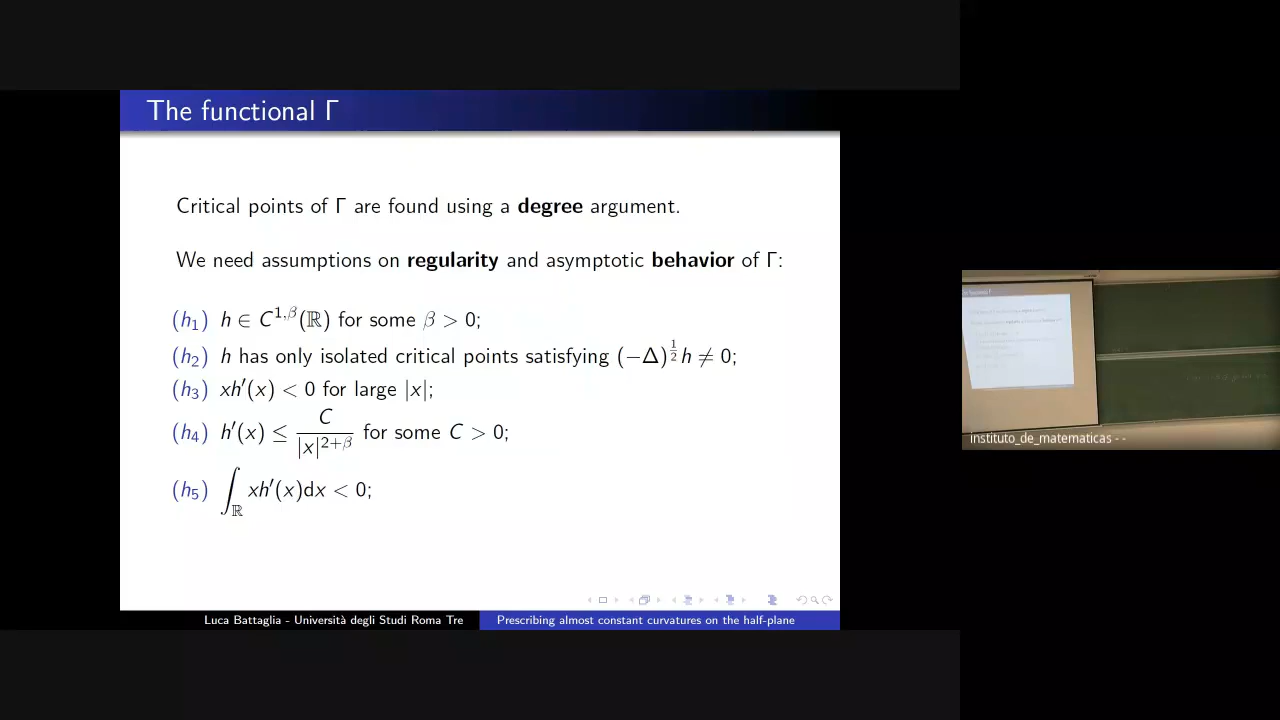 The functional Γ
Critical points of Γ are found using a degree argument.
We need assumptions on regularity and asymptotic behavior of Γ:
(h₁) h ∈ C^{1,β}(ℝ) for some β > 0;
(h₂) h has only isolated critical points satisfying (−Δ)^{1/2} h ≠ 0;
(h₃) xh′(x) < 0 for large |x|;
(h₄) h′(x) ≤ C/|x|^{2+β} for some C > 0;
(h₅) ∫_ℝ xh′(x)dx < 0;
Luca Battaglia - Università degli Studi Roma Tre
Prescribing almost constant curvatures on the half-plane
instituto_de_matematicas - -